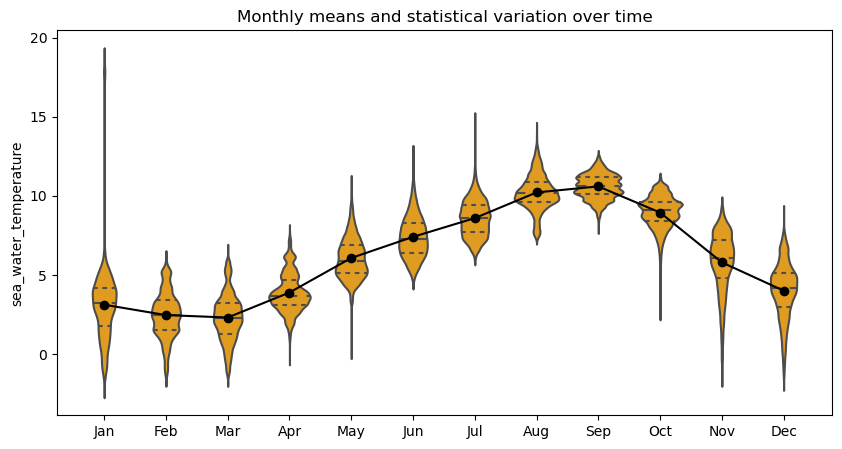 Monthly means and statistical variation over time
sea_water_temperature
20
15
10
5
0
Jan Feb Mar Apr May Jun Jul Aug Sep Oct Nov Dec